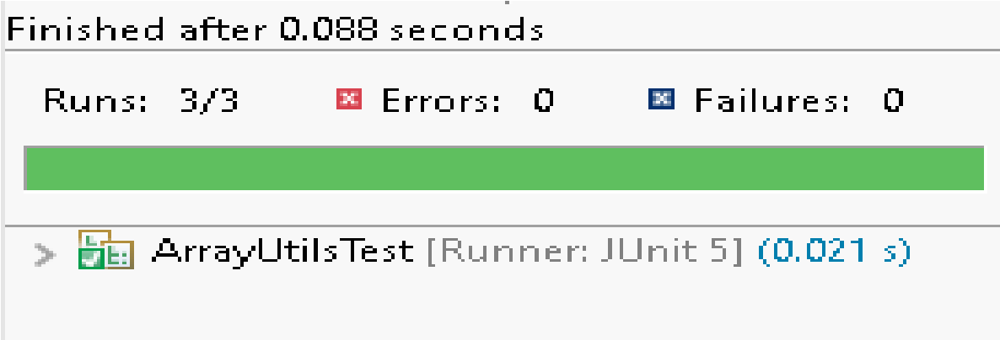 Finished after 0.088 seconds
Runs: 3/3 Errors: 0 Failures: 0
ArrayUtilsTest [Runner: JUnit 5] (0.021 s)